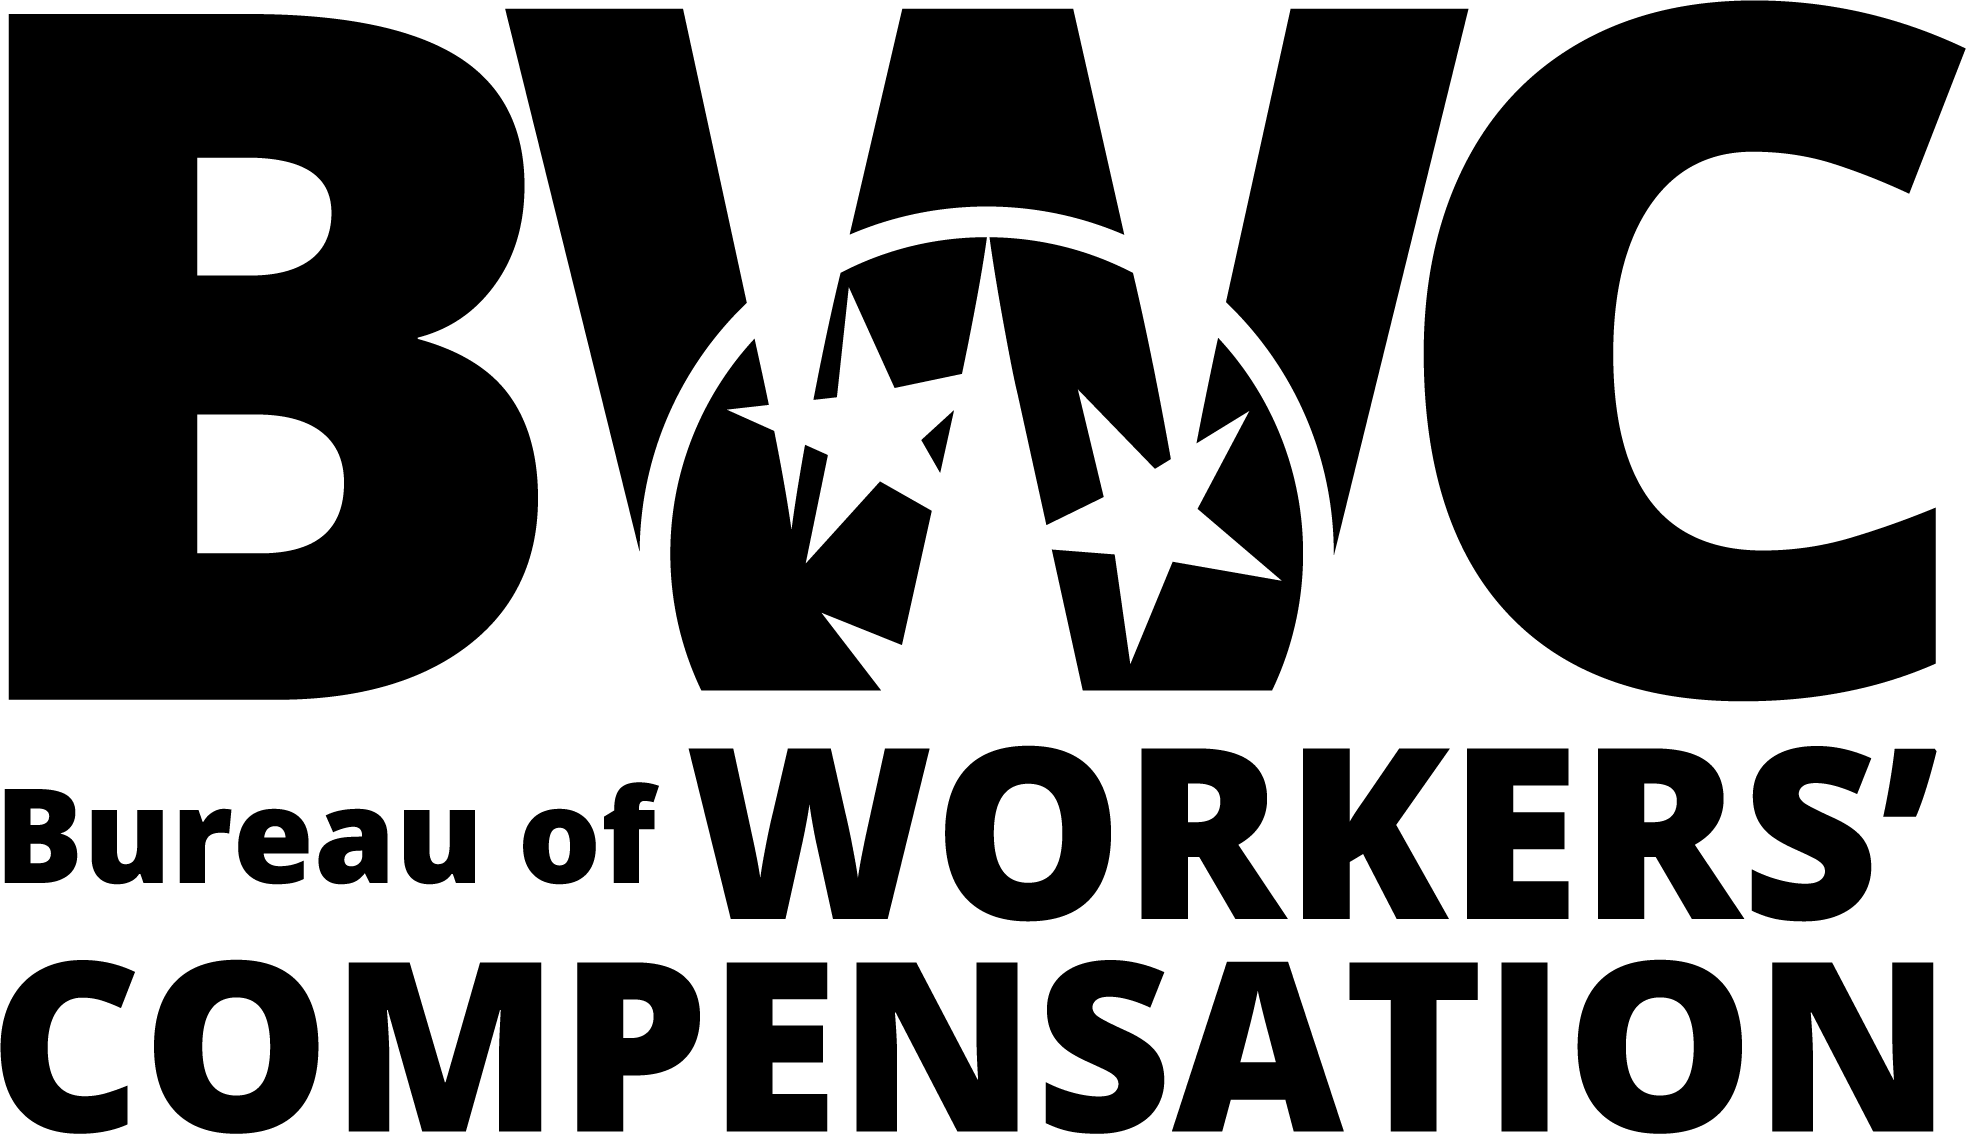 BWC
Bureau of WORKERS’
COMPENSATION